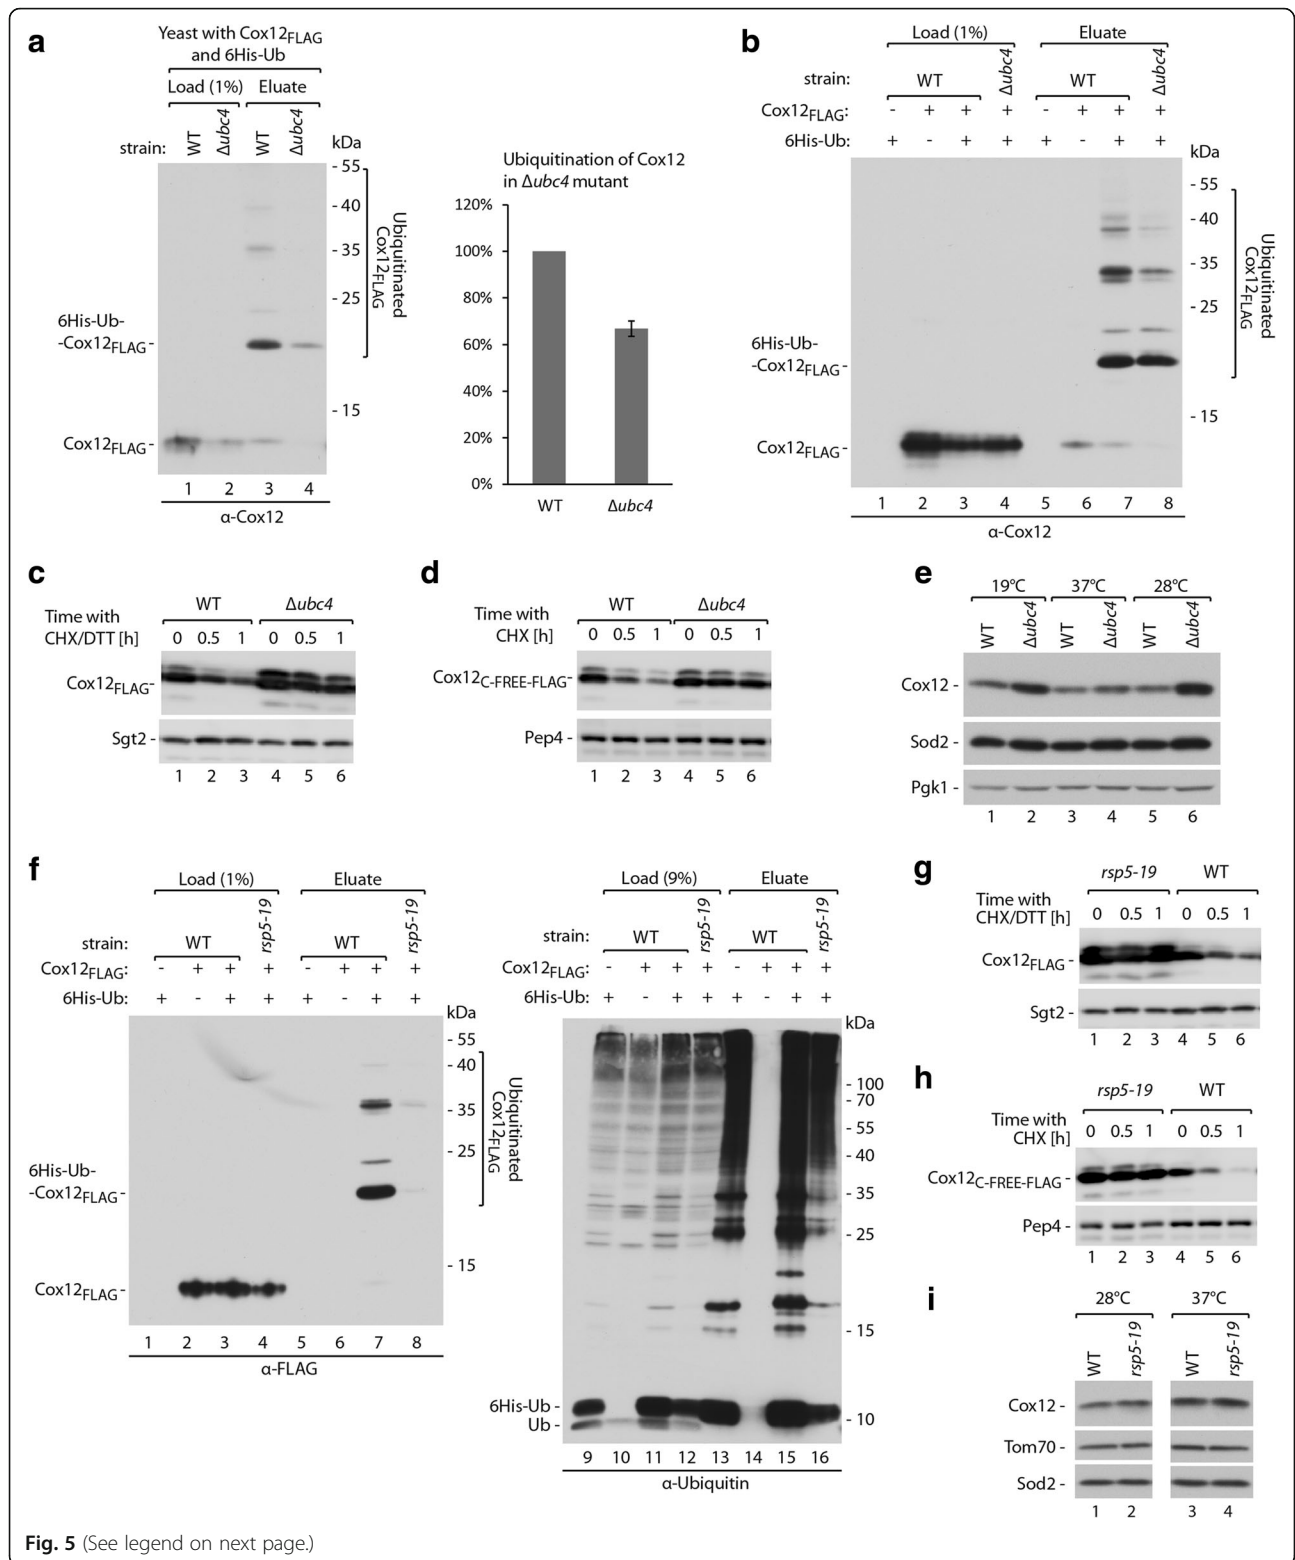 a
Yeast with Cox12FLAG
and 6His-Ub
Load (1%) Eluate
strain: WT Δubc4 WT Δubc4 kDa
- 55
- 40
- 35
- 25
- 15
Ubiquitinated
Cox12FLAG
6His-Ub-
-Cox12FLAG -
Cox12FLAG -
1 2 3 4
α-Cox12
Ubiquitination of Cox12
in Δubc4 mutant
120%
100%
80%
60%
40%
20%
0%
WT Δubc4
b
Load (1%) Eluate
strain: WT Δubc4 WT Δubc4
Cox12FLAG: - + + + - + + +
6His-Ub: + - + + + - + +
kDa
- 55
- 40
- 35
- 25
- 15
Ubiquitinated
Cox12FLAG
6His-Ub-
-Cox12FLAG -
Cox12FLAG -
1 2 3 4 5 6 7 8
α-Cox12
c
WT Δubc4
Time with
CHX/DTT [h] 0 0.5 1 0 0.5 1
Cox12FLAG-
Sgt2 -
1 2 3 4 5 6
d
WT Δubc4
Time with
CHX [h] 0 0.5 1 0 0.5 1
Cox12C-FREE-FLAG-
Pep4 -
1 2 3 4 5 6
e
19°C 37°C 28°C
WT Δubc4 WT Δubc4 WT Δubc4
Cox12 -
Sod2 -
Pgk1 -
1 2 3 4 5 6
f
Load (1%) Eluate
strain: WT rsp5-19 WT rsp5-19
Cox12FLAG: - + + + - + + +
6His-Ub: + - + + + - + +
kDa
- 55
- 40
- 35
- 25
- 15
Ubiquitinated
Cox12FLAG
6His-Ub-
-Cox12FLAG -
Cox12FLAG -
1 2 3 4 5 6 7 8
α-FLAG
Load (9%) Eluate
strain: WT rsp5-19 WT rsp5-19
Cox12FLAG: - + + + - + + +
6His-Ub: + - + + + - + +
kDa
- 100
- 70
- 55
- 40
- 35
- 25
- 15
- 10
6His-Ub -
Ub -
9 10 11 12 13 14 15 16
α-Ubiquitin
g
rsp5-19 WT
Time with
CHX/DTT [h] 0 0.5 1 0 0.5 1
Cox12FLAG -
Sgt2 -
1 2 3 4 5 6
h
rsp5-19 WT
Time with
CHX [h] 0 0.5 1 0 0.5 1
Cox12C-FREE-FLAG-
Pep4 -
1 2 3 4 5 6
i
28°C 37°C
WT rsp5-19 WT rsds5-19
Cox12 -
Tom70 -
Sod2 -
1 2 3 4
Fig. 5 (See legend on next page.)